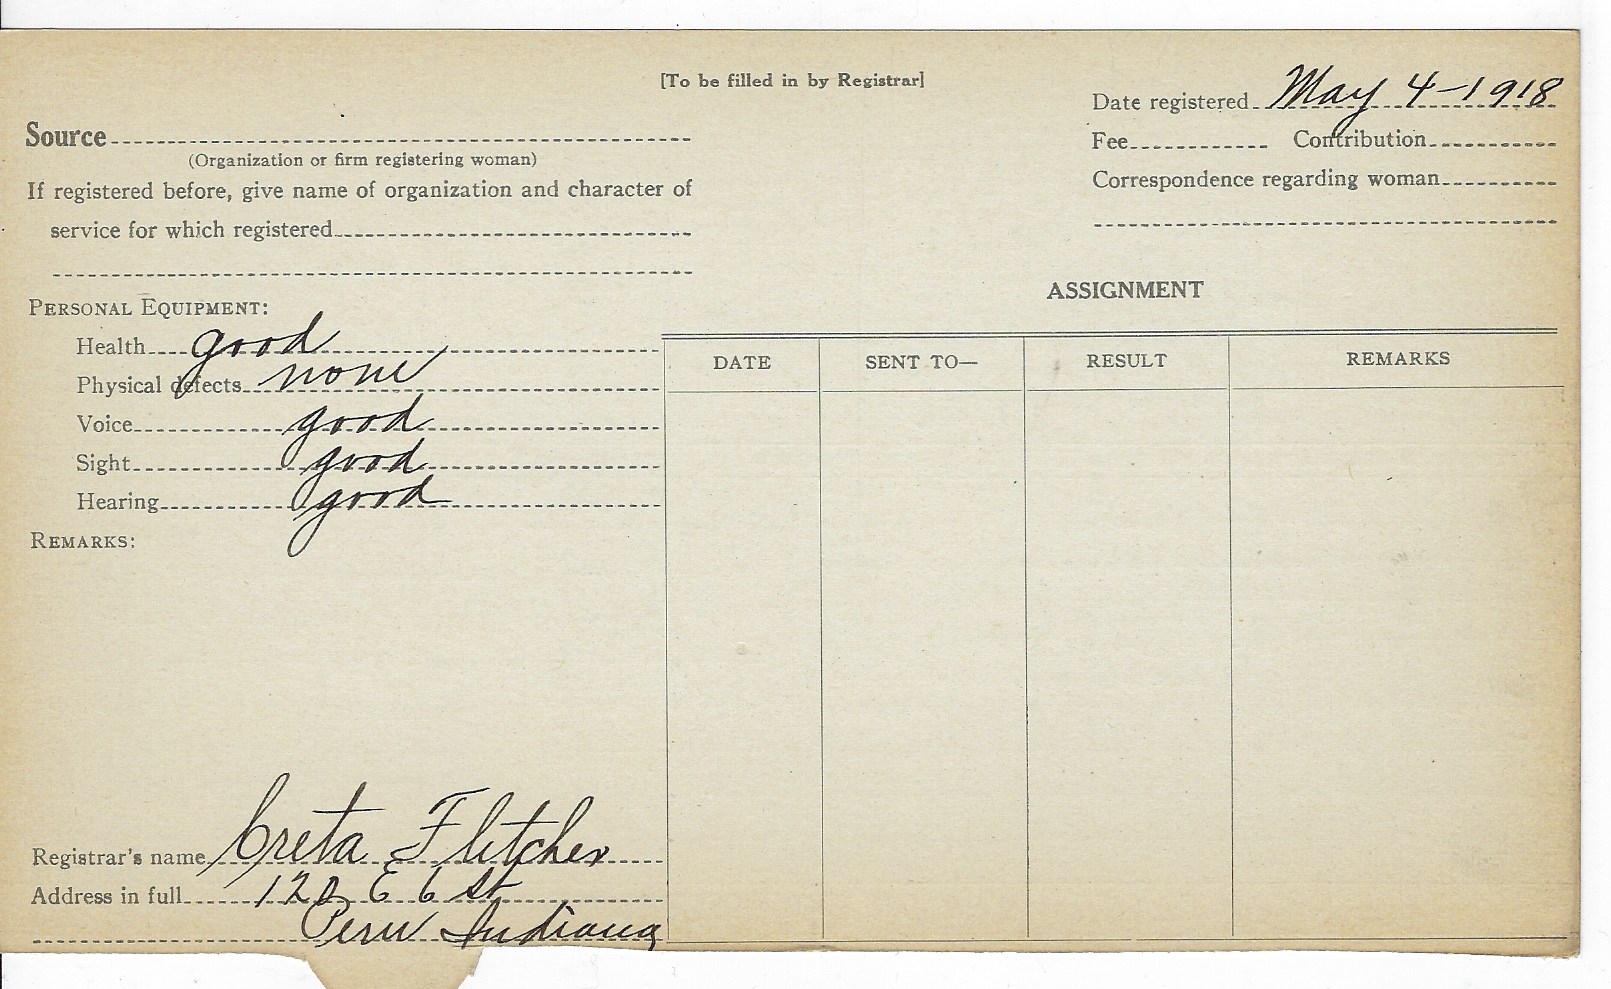 [To be filled in by Registrar]
Date registered May 4-1918
Source
(Organization or firm registering woman)
Fee Contribution
If registered before, give name of organization and character of
service for which registered
Correspondence regarding woman
PERSONAL EQUIPMENT:
Health good
Physical defects none
Voice good
Sight good
Hearing good
REMARKS:
ASSIGNMENT
DATE SENT TO— RESULT REMARKS
Registrar's name Creta Fletcher
Address in full E 6 St
Peru Indiana